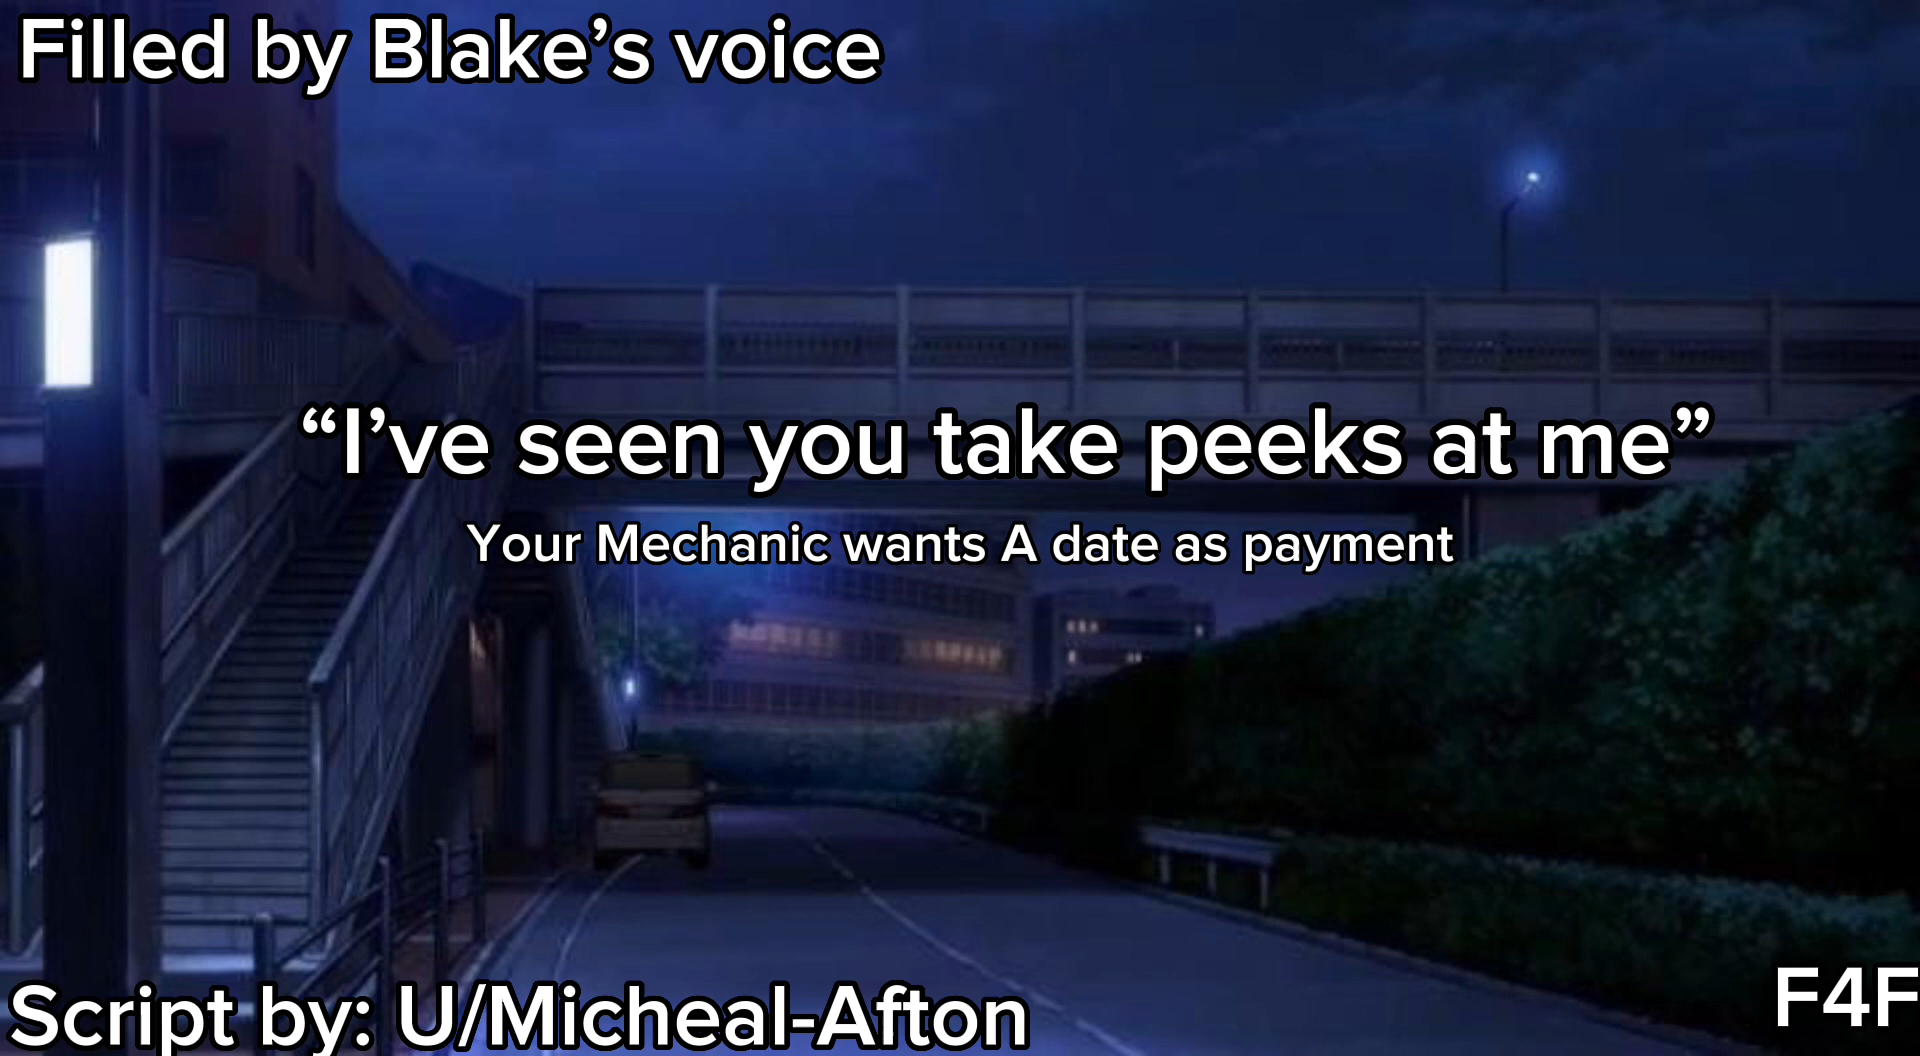 Filled by Blake’s voice
“I’ve seen you take peeks at me”
Your Mechanic wants A date as payment
Script by: U/Micheal-Afton
F4F